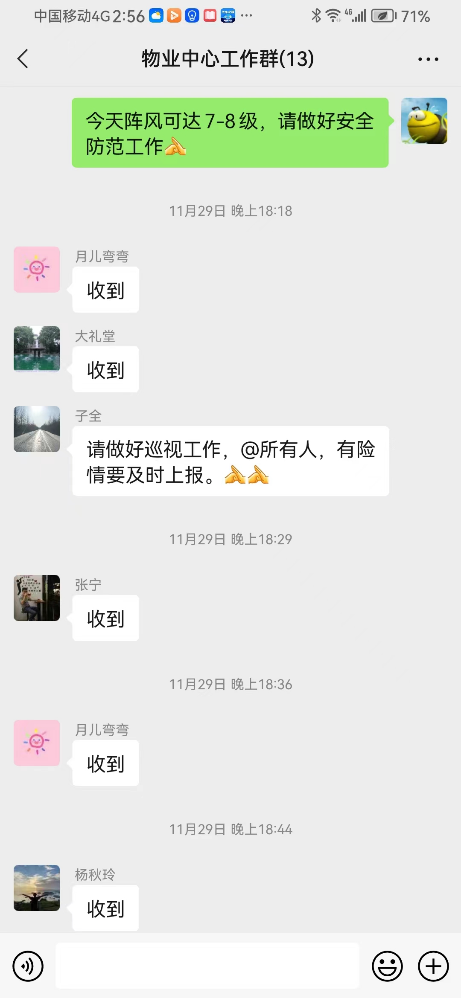 中国移动4G 2:56 4G 71%
物业中心工作群(13)
今天阵风可达7-8级，请做好安全
防范工作
11月29日 晚上18:18
月儿弯弯
收到
大礼堂
收到
子全
请做好巡视工作，@所有人，有险
情要及时上报。
11月29日 晚上18:29
张宁
收到
11月29日 晚上18:36
月儿弯弯
收到
11月29日 晚上18:44
杨秋玲
收到